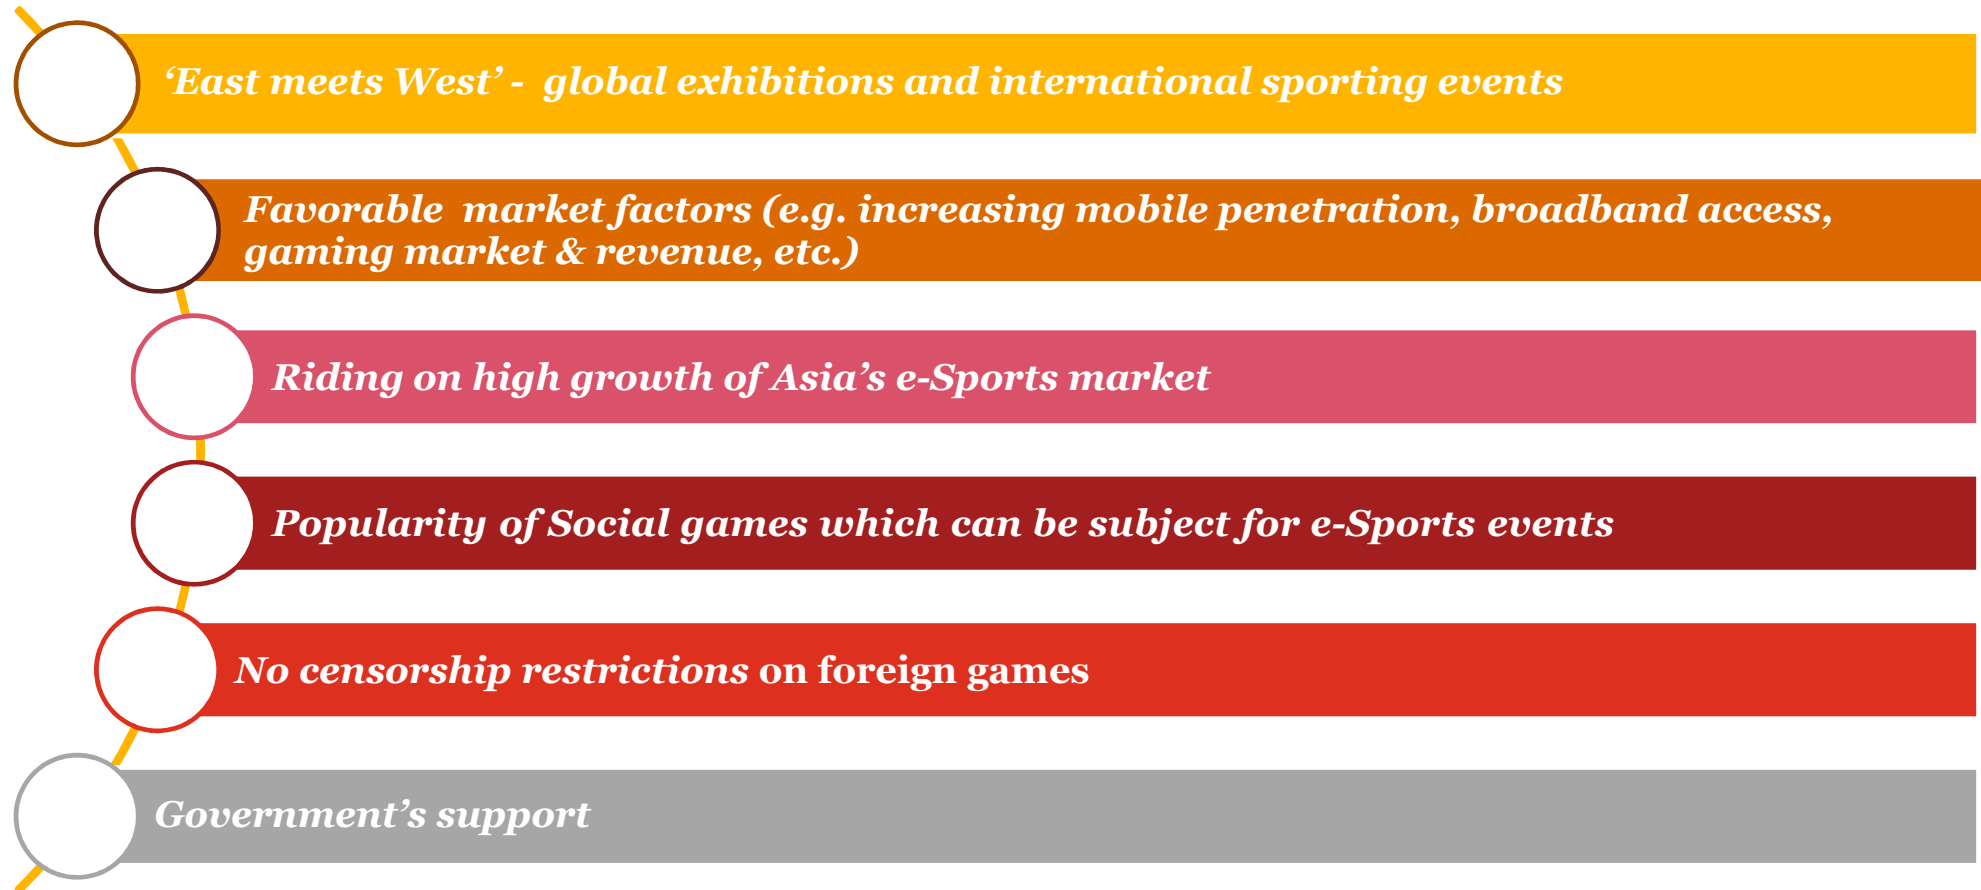 ‘East meets West’ - global exhibitions and international sporting events
Favorable market factors (e.g. increasing mobile penetration, broadband access,
gaming market & revenue, etc.)
Riding on high growth of Asia’s e-Sports market
Popularity of Social games which can be subject for e-Sports events
No censorship restrictions on foreign games
Government’s support